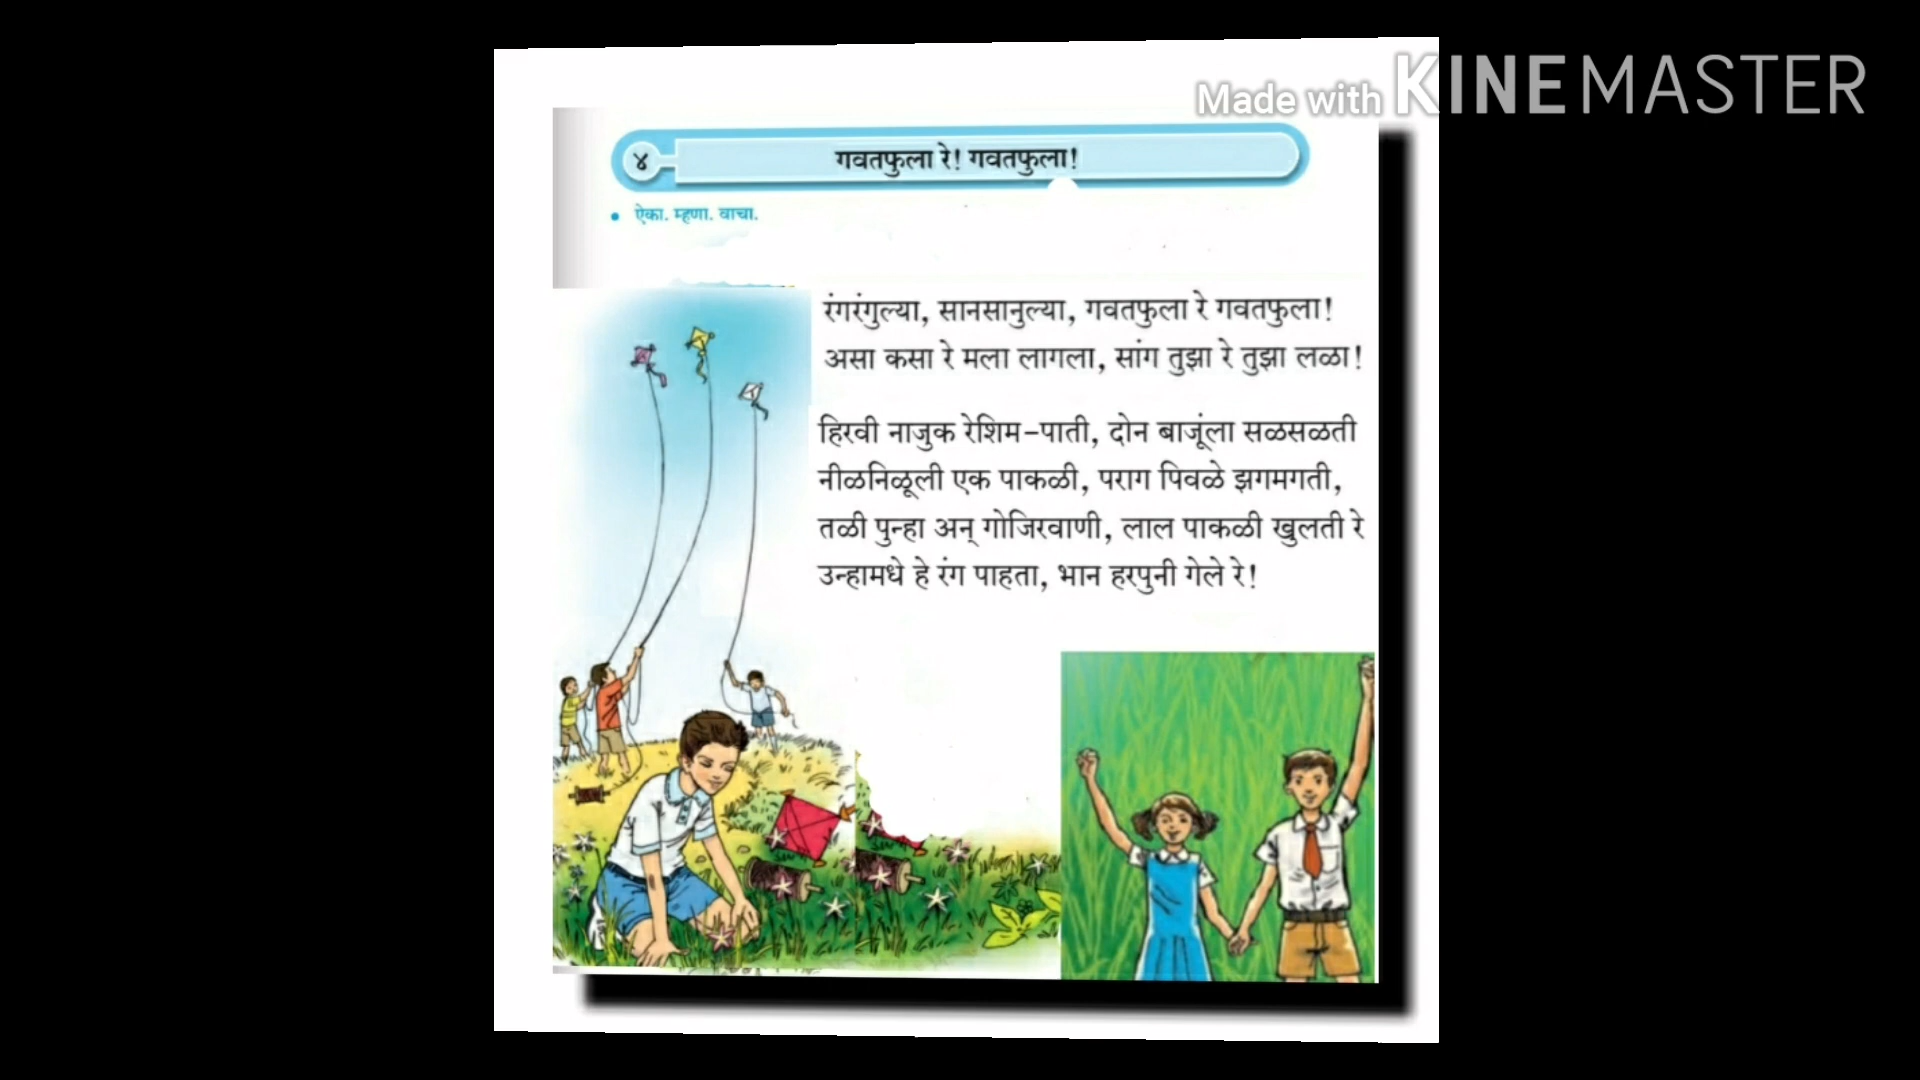 Made with KINEMASTER
४ गवतफुला रे! गवतफुला!
• ऐका. म्हणा. वाचा.
रंगरंगुल्या, सानसानुल्या, गवतफुला रे गवतफुला!
असा कसा रे मला लागला, सांग तुझा रे तुझा लळा!
हिरवी नाजुक रेशिम-पाती, दोन बाजूंला सळसळती
नीळनिळूली एक पाकळी, पराग पिवळे झगमगती,
तळी पुन्हा अन् गोजिरवाणी, लाल पाकळी खुलती रे
उन्हामधे हे रंग पाहता, भान हरपुनी गेले रे!